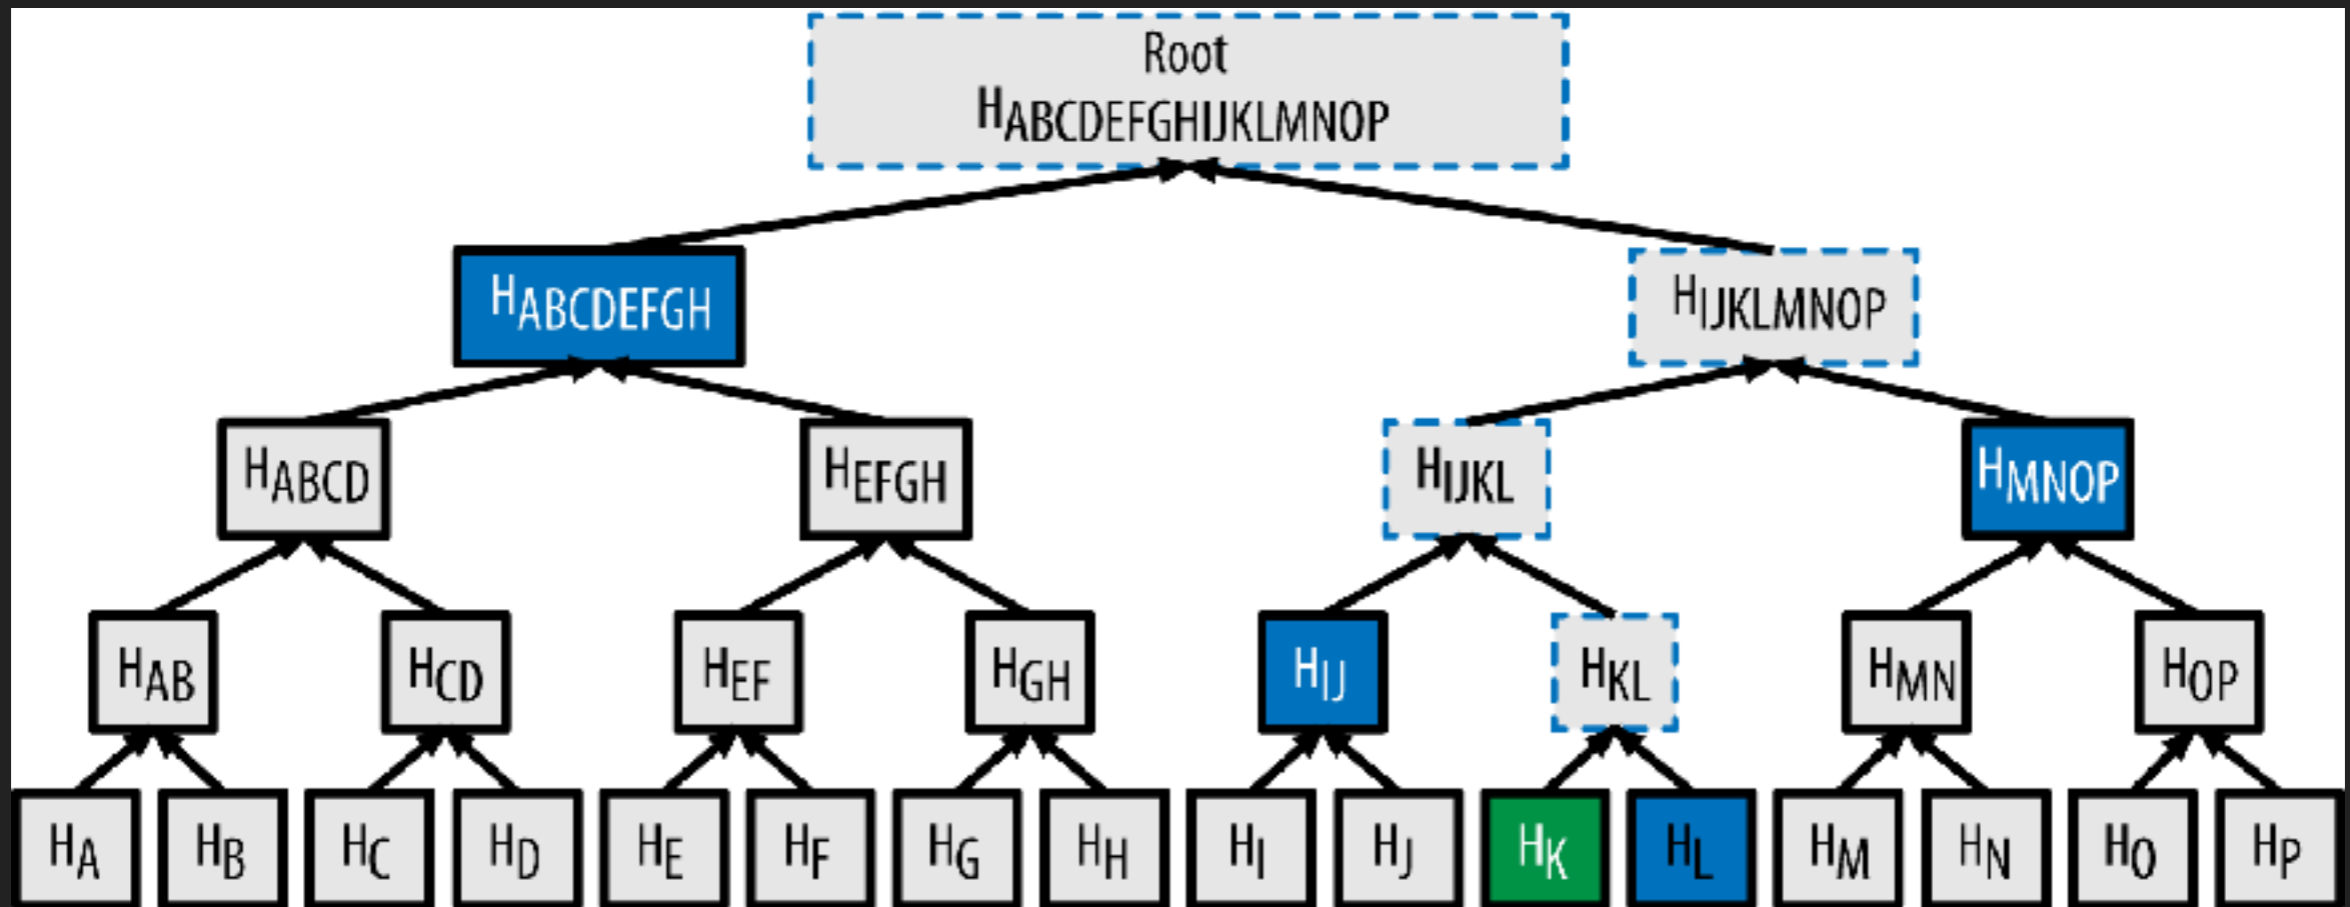 Root
HABCDEFGHIJKLMNOP
HABCDEFGH
HIJKLMNOP
HABCD
HEFGH
HIJKL
HMNOP
HAB
HCD
HEF
HGH
HIJ
HKL
HMN
HOP
HA
HB
HC
HD
HE
HF
HG
HH
HI
HJ
HK
HL
HM
HN
HO
HP